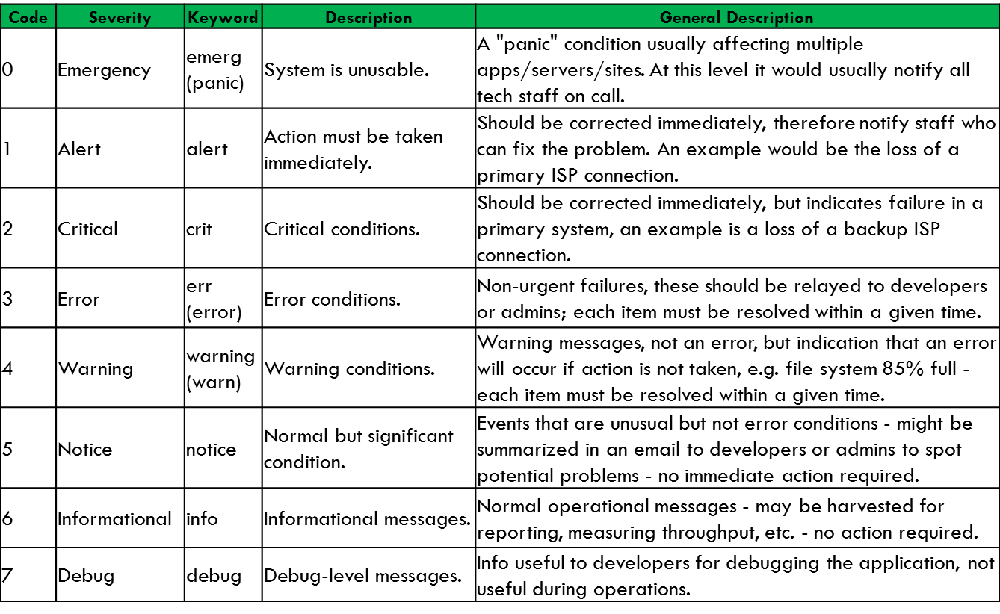 Code Severity Keyword Description General Description
0 Emergency emerg (panic) System is unusable. A "panic" condition usually affecting multiple
apps/servers/sites. At this level it would usually notify all
tech staff on call.
1 Alert alert Action must be taken immediately. Should be corrected immediately, therefore notify staff who
can fix the problem. An example would be the loss of a
primary ISP connection.
2 Critical crit Critical conditions. Should be corrected immediately, but indicates failure in a
primary system, an example is a loss of a backup ISP
connection.
3 Error err (error) Error conditions. Non-urgent failures, these should be relayed to developers
or admins; each item must be resolved within a given time.
4 Warning warning (warn) Warning conditions. Warning messages, not an error, but indication that an error
will occur if action is not taken, e.g. file system 85% full -
each item must be resolved within a given time.
5 Notice notice Normal but significant condition. Events that are unusual but not error conditions - might be
summarized in an email to developers or admins to spot
potential problems - no immediate action required.
6 Informational info Informational messages. Normal operational messages - may be harvested for
reporting, measuring throughput, etc. - no action required.
7 Debug debug Debug-level messages. Info useful to developers for debugging the application, not
useful during operations.